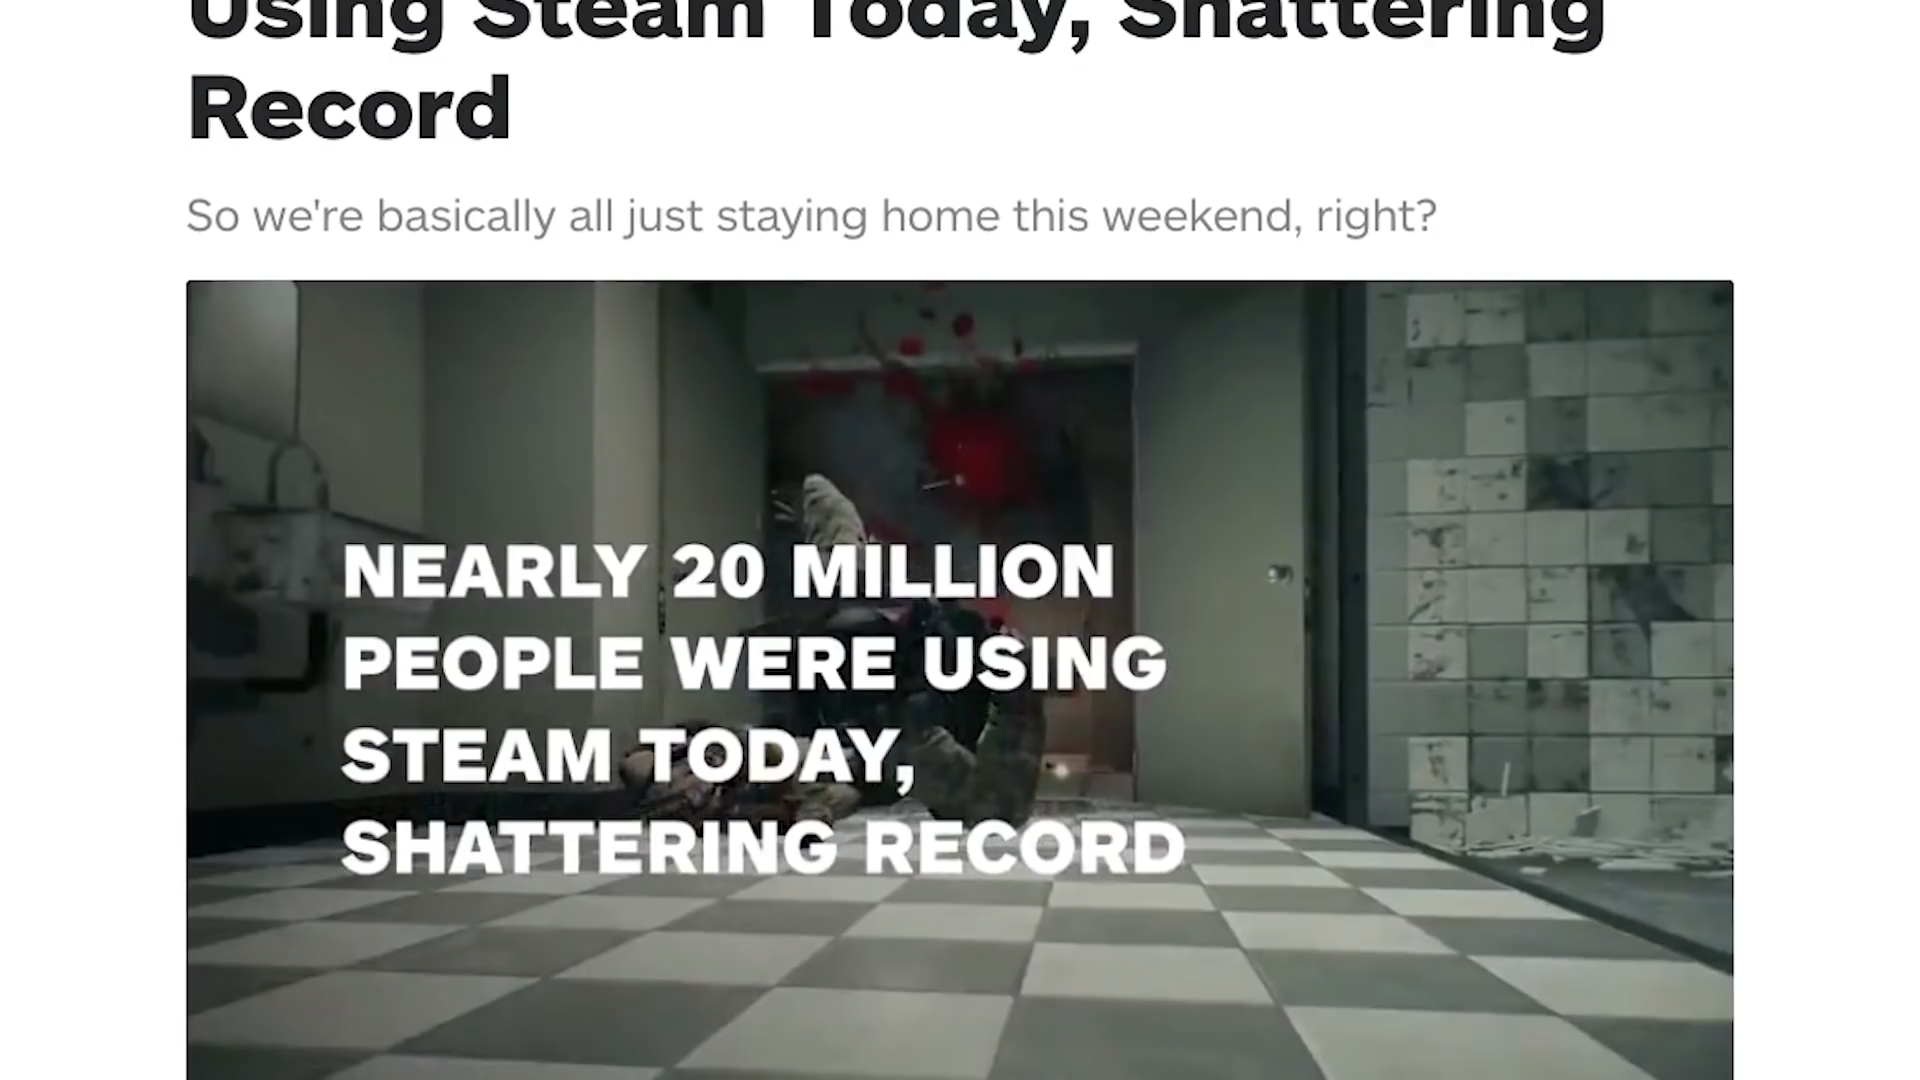 Using Steam Today, Shattering
Record
So we're basically all just staying home this weekend, right?
NEARLY 20 MILLION
PEOPLE WERE USING
STEAM TODAY,
SHATTERING RECORD